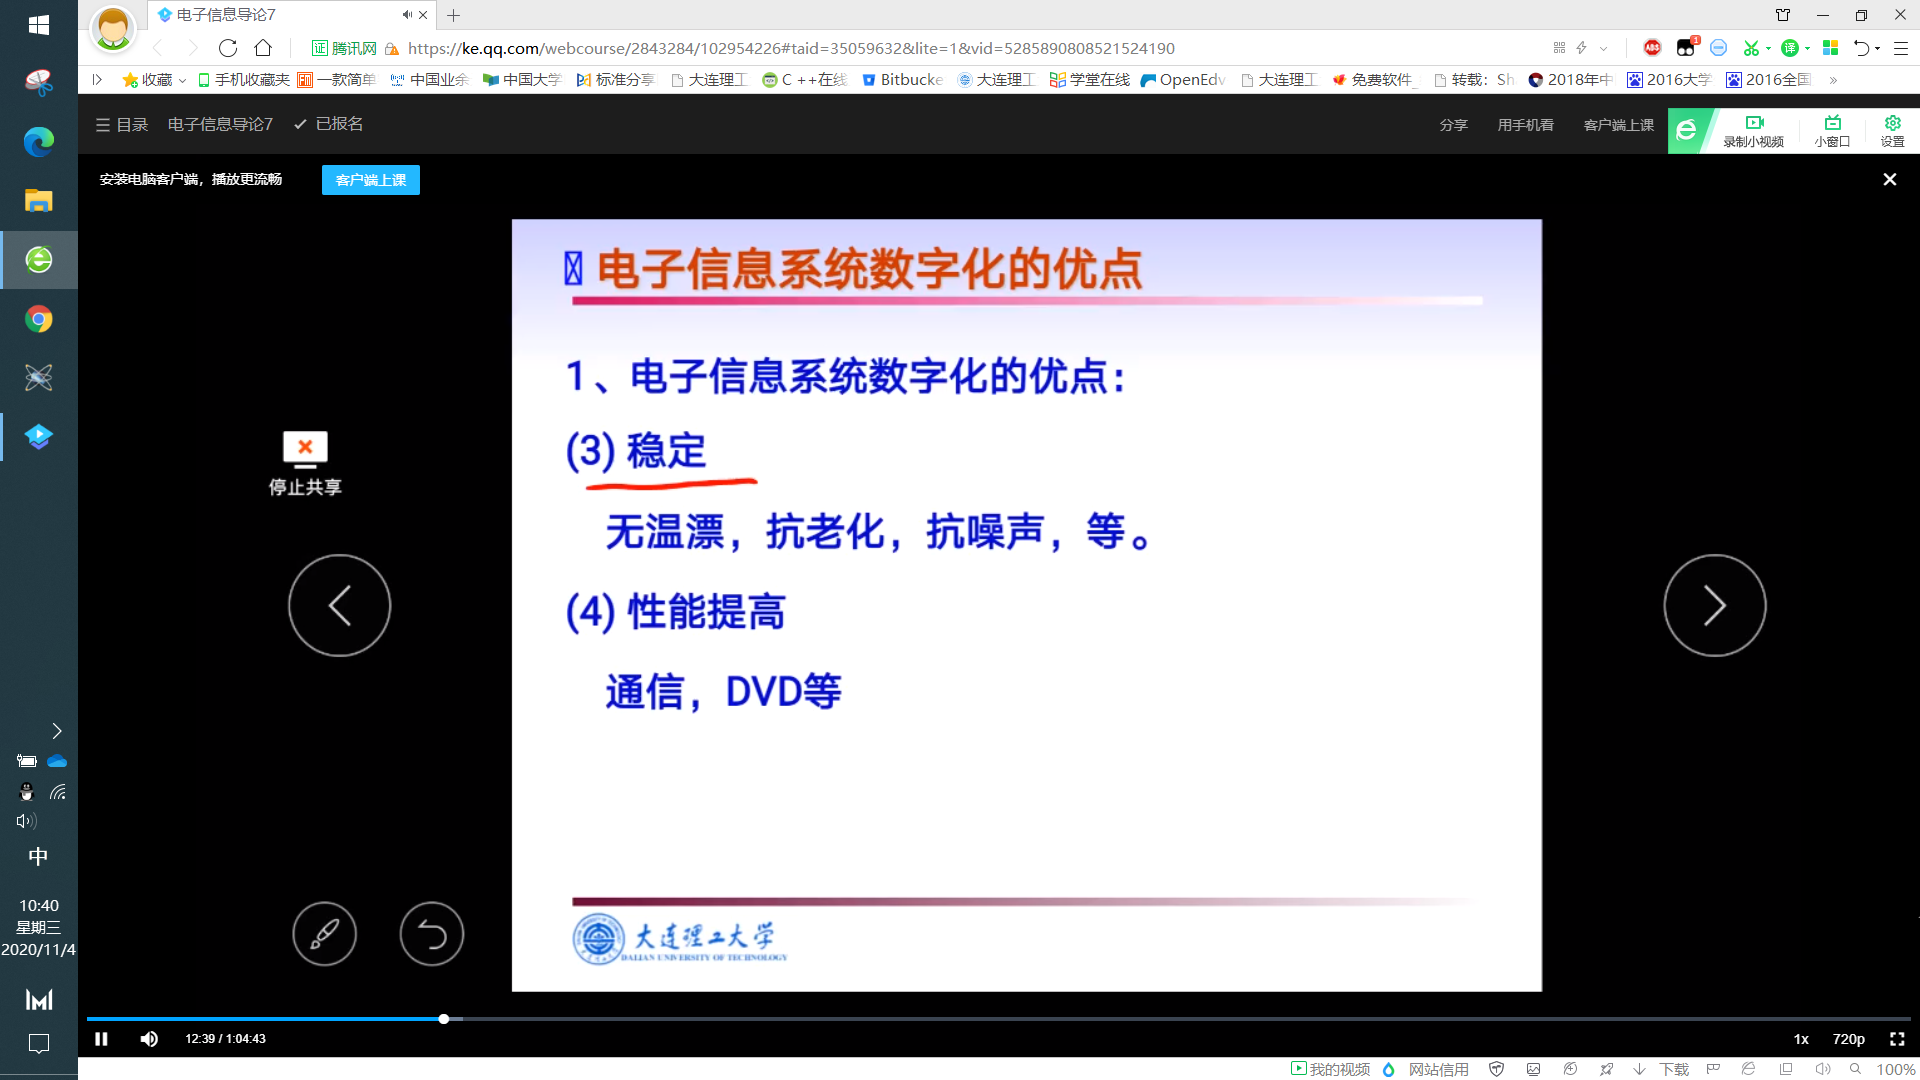 电子信息导论7
证 腾讯网 https://ke.qq.com/webcourse/2843284/102954226#taid=35059632&lite=1&vid=5285890808521524190
收藏 手机收藏夹 一款简单 中国业余 中国大学 标准分享 大连理工 C ++在线 Bitbucke 大连理工 学堂在线 OpenEdv 大连理工 免费软件_ 转载：Sh 2018年中 2016大学 2016全国 »
目录 电子信息导论7 已报名 分享 用手机看 客户端上课 录制小视频 小窗口 设置
安装电脑客户端，播放更流畅 客户端上课
电子信息系统数字化的优点
1、电子信息系统数字化的优点：
(3) 稳定
停止共享
无温漂，抗老化，抗噪声，等。
(4) 性能提高
通信，DVD等
大连理工大学
DALIAN UNIVERSITY OF TECHNOLOGY
中
10:40
星期三
2020/11/4
12:39 / 1:04:43 1x 720p
我的视频 网站信用 下载 100%
ABP
1
译